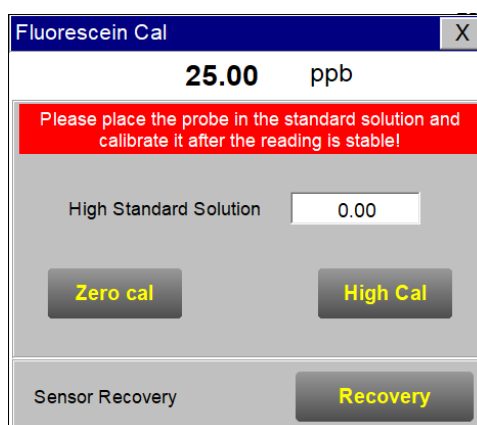 Fluorescein Cal X
25.00 ppb
Please place the probe in the standard solution and
calibrate it after the reading is stable!
High Standard Solution 0.00
Zero cal High Cal
Sensor Recovery Recovery